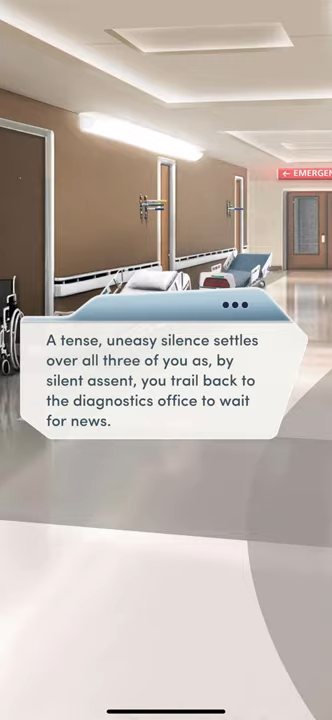 ← EMERGEN
A tense, uneasy silence settles
over all three of you as, by
silent assent, you trail back to
the diagnostics office to wait
for news.